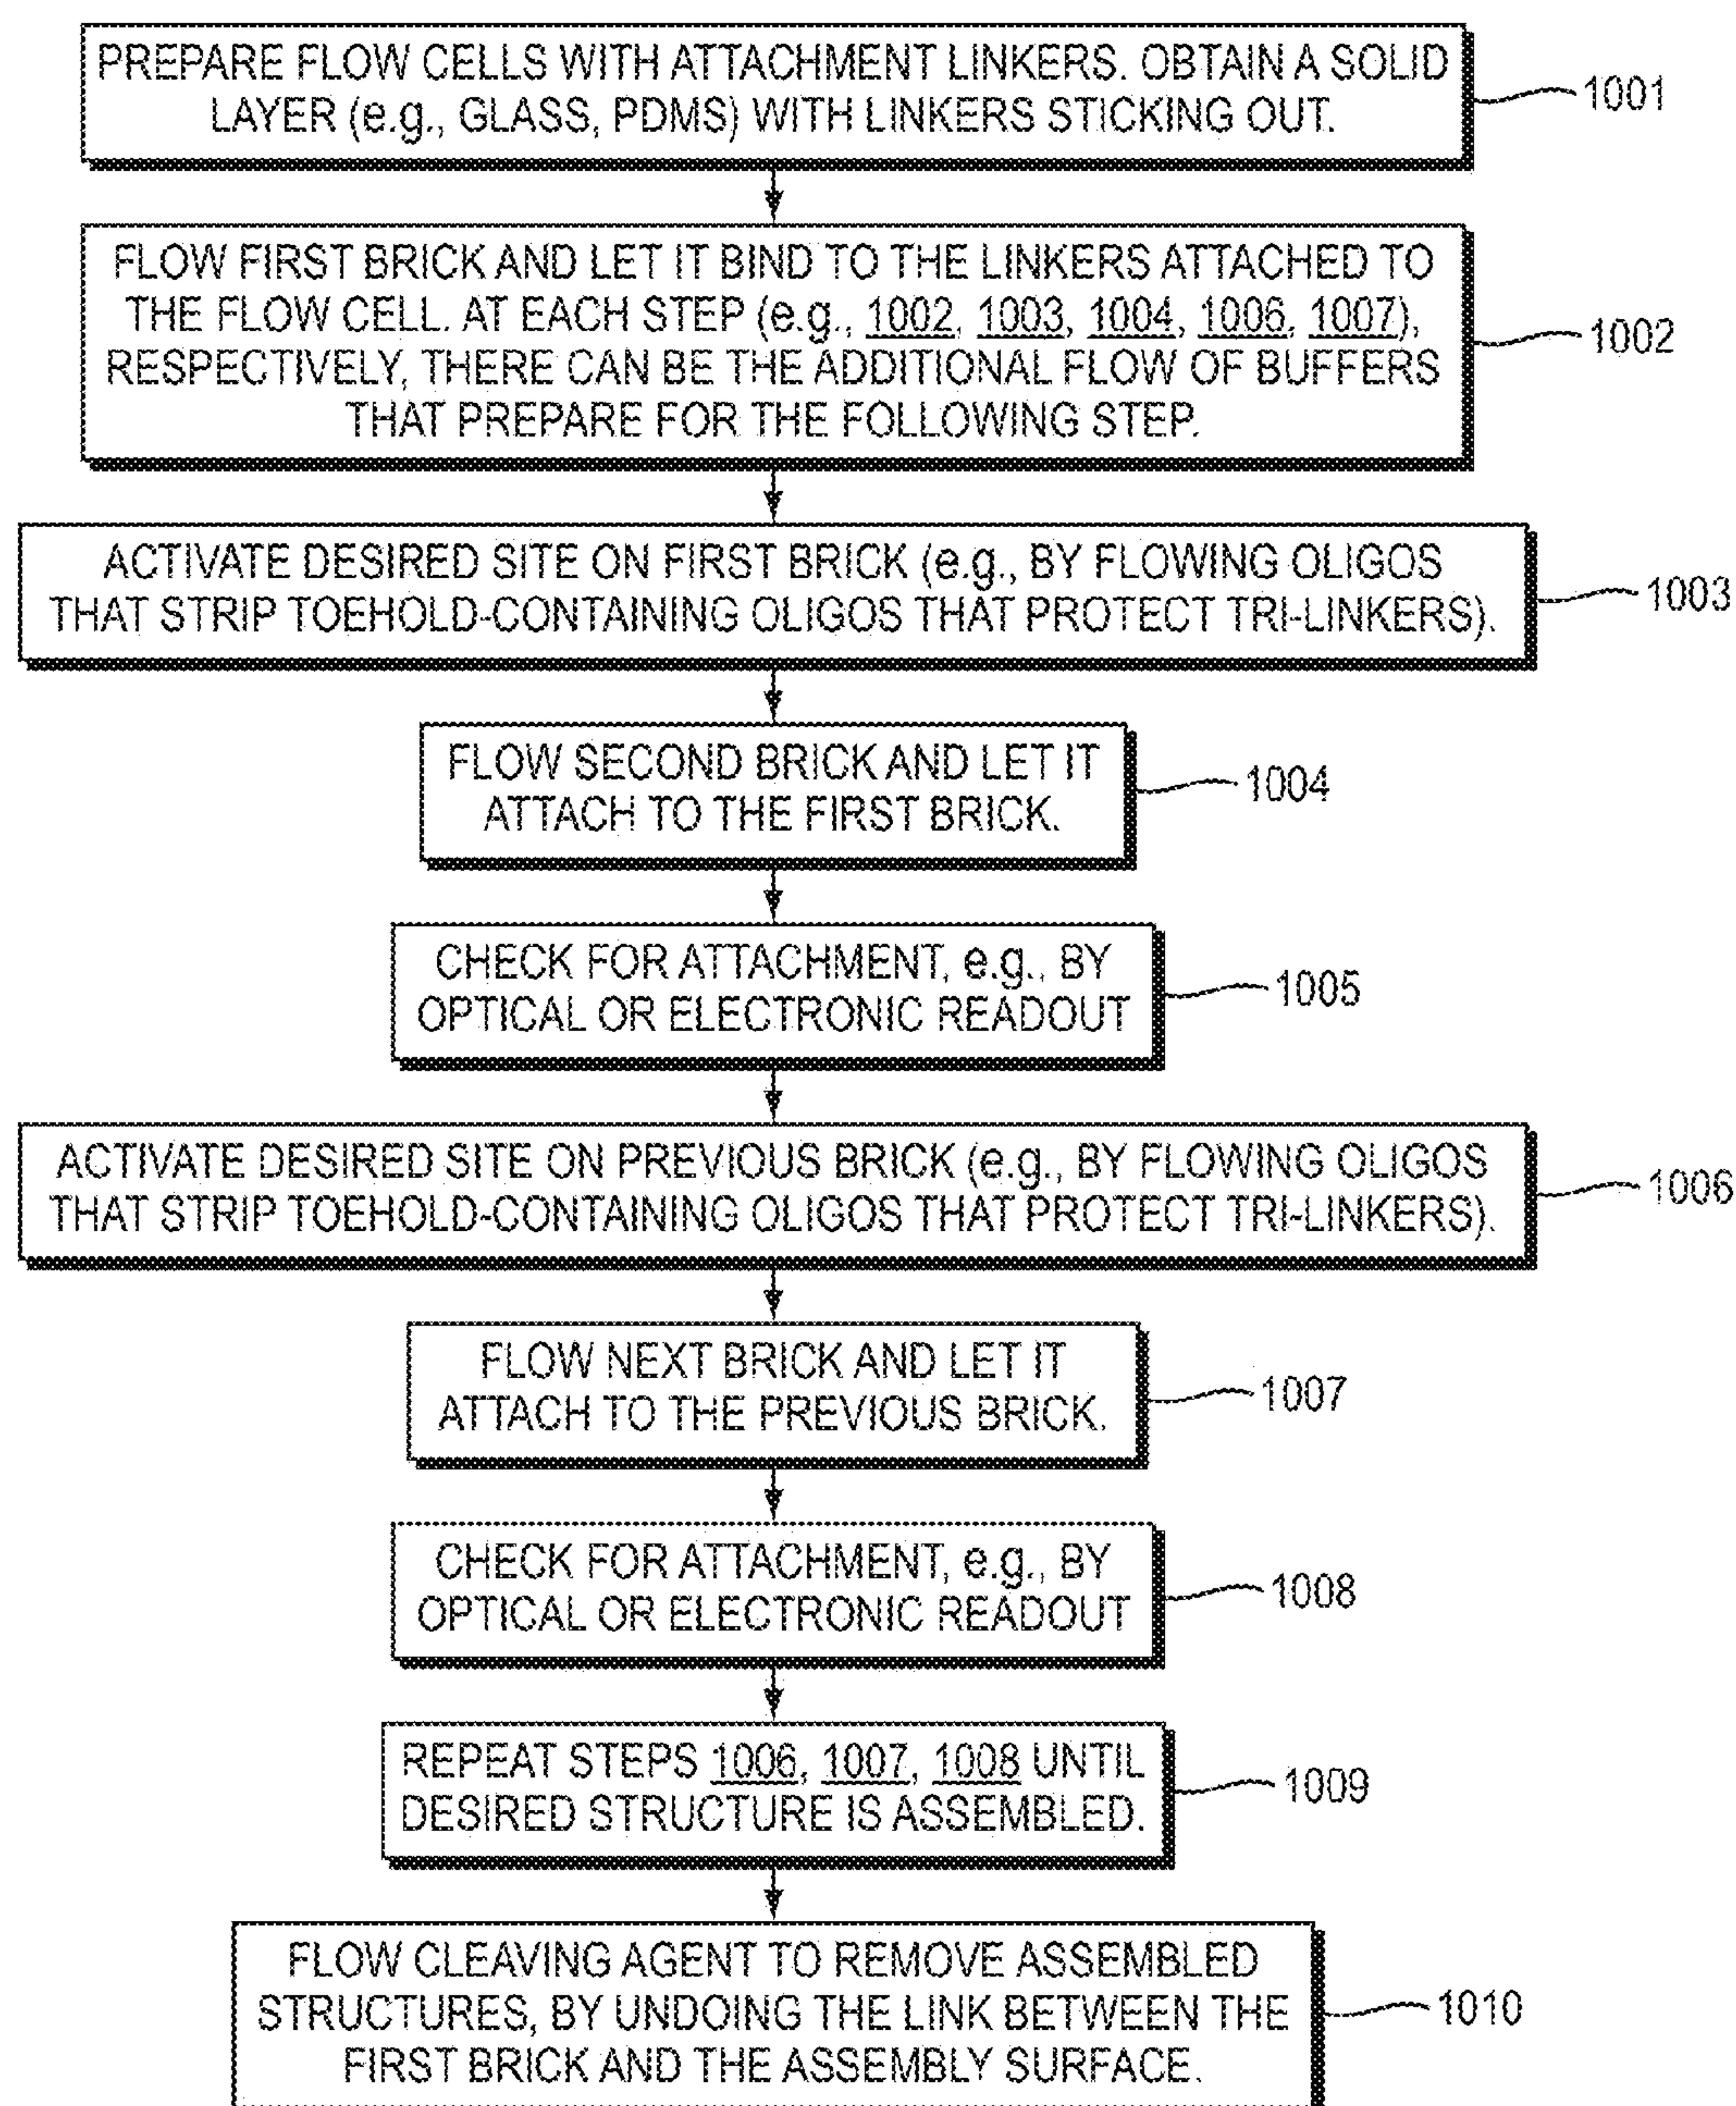 PREPARE FLOW CELLS WITH ATTACHMENT LINKERS. OBTAIN A SOLID
LAYER (e.g., GLASS, PDMS) WITH LINKERS STICKING OUT.
1001
FLOW FIRST BRICK AND LET IT BIND TO THE LINKERS ATTACHED TO
THE FLOW CELL. AT EACH STEP (e.g., 1002, 1003, 1004, 1006, 1007),
RESPECTIVELY, THERE CAN BE THE ADDITIONAL FLOW OF BUFFERS
THAT PREPARE FOR THE FOLLOWING STEP.
1002
ACTIVATE DESIRED SITE ON FIRST BRICK (e.g., BY FLOWING OLIGOS
THAT STRIP TOEHOLD-CONTAINING OLIGOS THAT PROTECT TRI-LINKERS).
1003
FLOW SECOND BRICK AND LET IT
ATTACH TO THE FIRST BRICK.
1004
CHECK FOR ATTACHMENT, e.g., BY
OPTICAL OR ELECTRONIC READOUT
1005
ACTIVATE DESIRED SITE ON PREVIOUS BRICK (e.g., BY FLOWING OLIGOS
THAT STRIP TOEHOLD-CONTAINING OLIGOS THAT PROTECT TRI-LINKERS).
1006
FLOW NEXT BRICK AND LET IT
ATTACH TO THE PREVIOUS BRICK.
1007
CHECK FOR ATTACHMENT, e.g., BY
OPTICAL OR ELECTRONIC READOUT
1008
REPEAT STEPS 1006, 1007, 1008 UNTIL
DESIRED STRUCTURE IS ASSEMBLED.
1009
FLOW CLEAVING AGENT TO REMOVE ASSEMBLED
STRUCTURES, BY UNDOING THE LINK BETWEEN THE
FIRST BRICK AND THE ASSEMBLY SURFACE.
1010